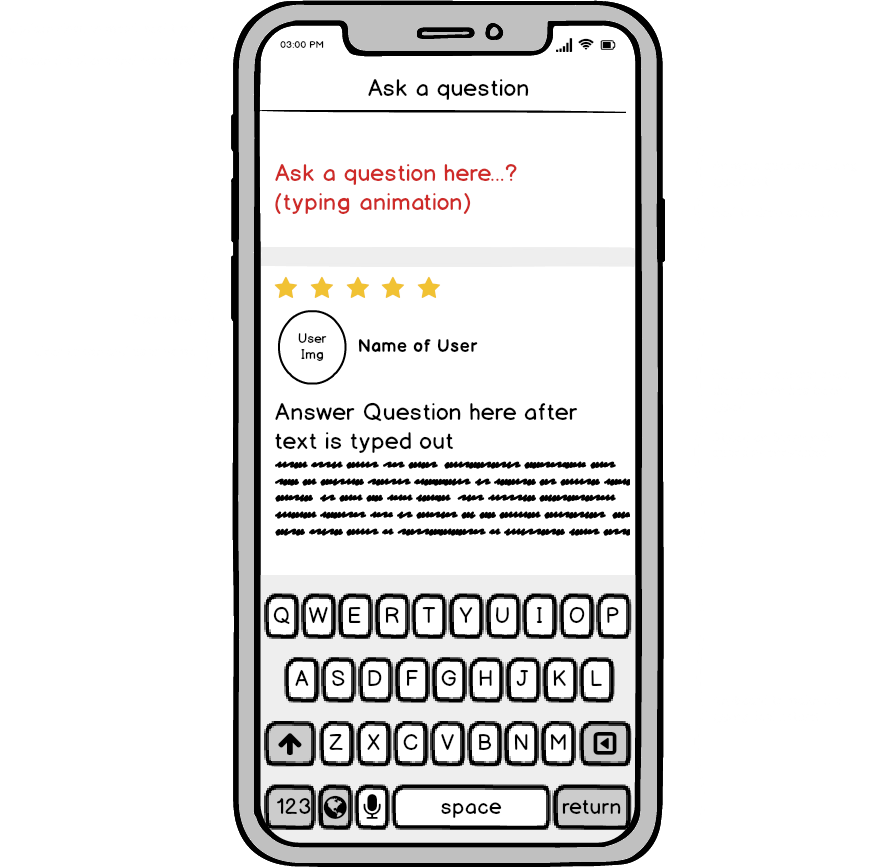 03:00 PM
Ask a question
Ask a question here...?
(typing animation)
User
Img
Name of User
Answer Question here after
text is typed out
Q W E R T Y U I O P
A S D F G H J K L
Z X C V B N M
123 space return